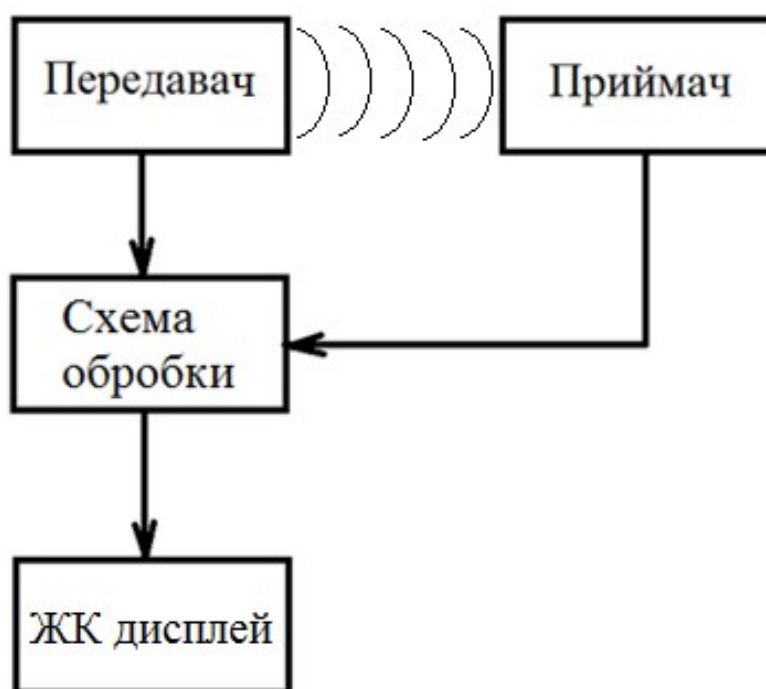 Передавач
Приймач
Схема
обробки
ЖК дисплей